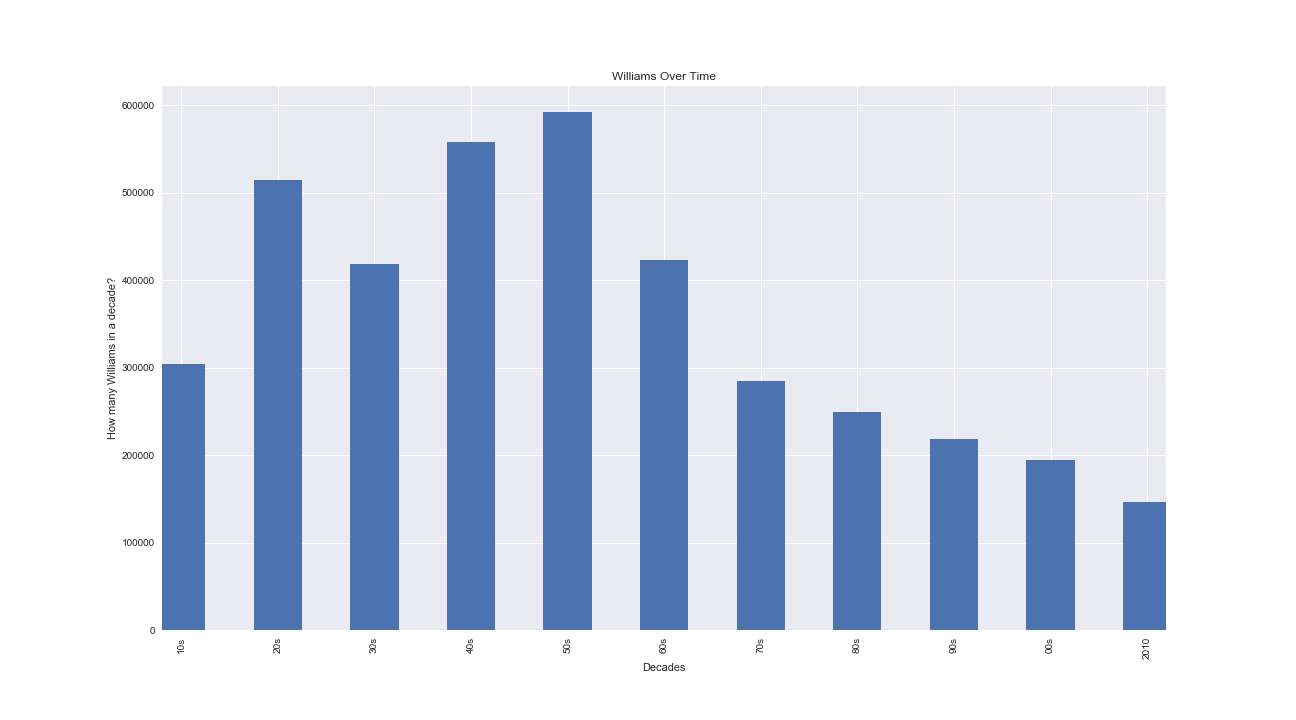 Williams Over Time
How many Williams in a decade?
600000
500000
400000
300000
200000
100000
0
10s
20s
30s
40s
50s
60s
70s
80s
90s
00s
2010
Decades